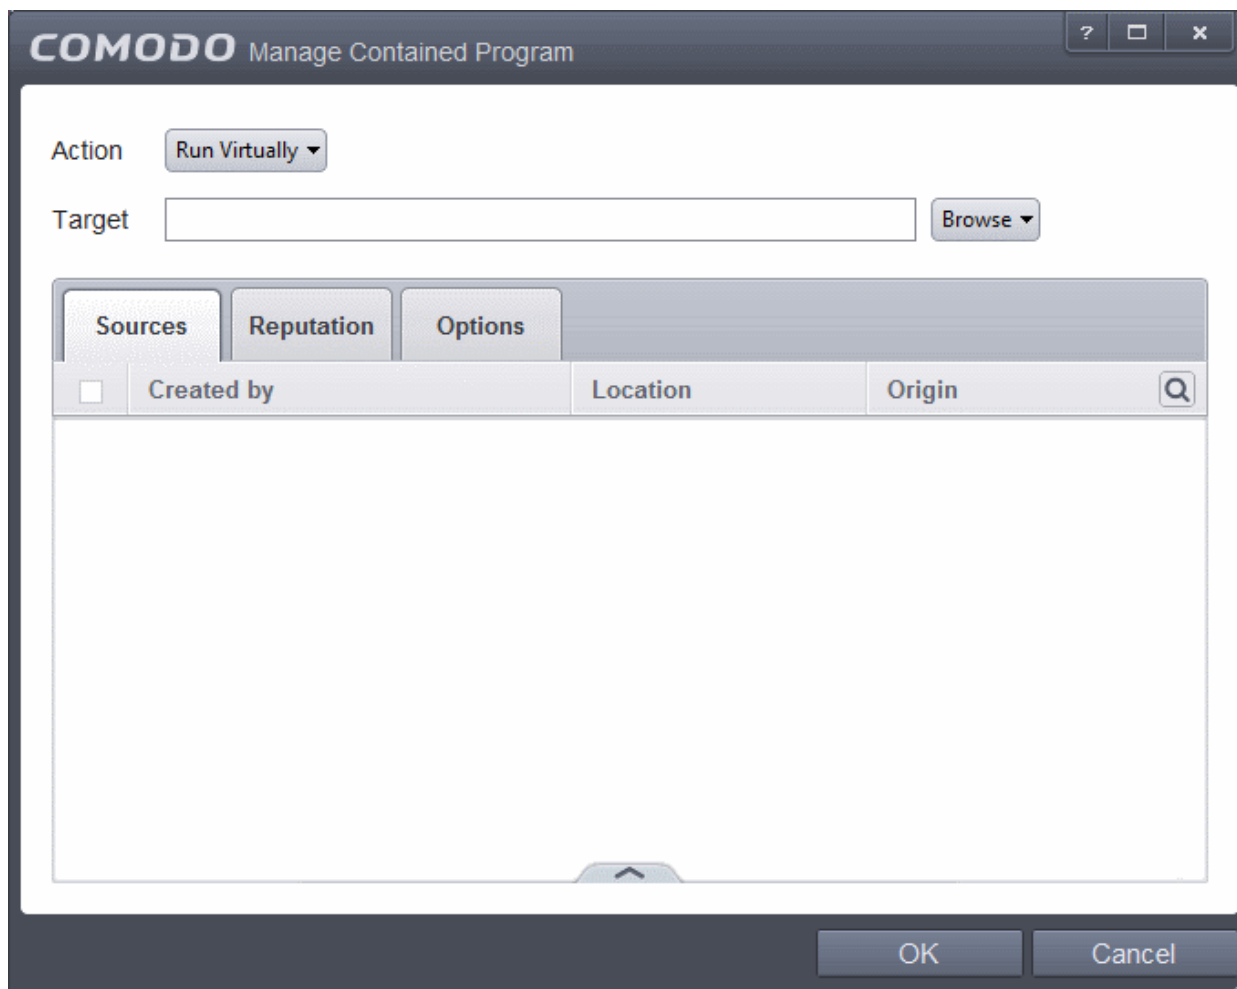 COMODO Manage Contained Program ?
Action Run Virtually
Target Browse
Sources Reputation Options
Created by Location Origin
OK Cancel